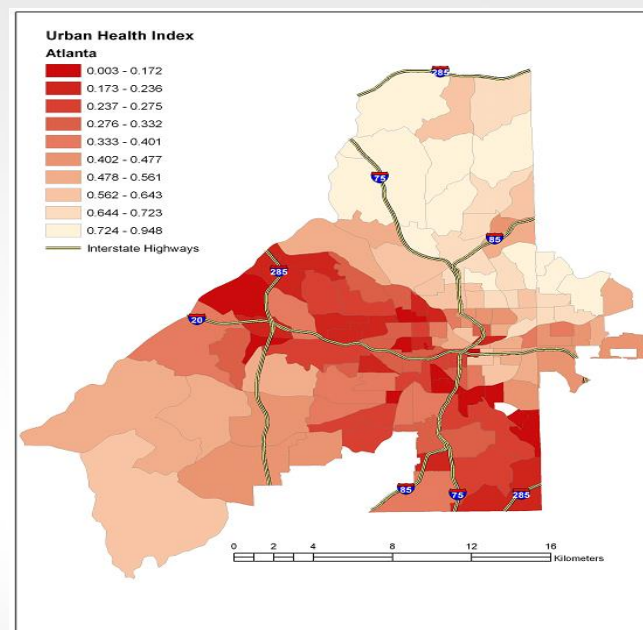 Urban Health Index
Atlanta
0.003 - 0.172
0.173 - 0.236
0.237 - 0.275
0.276 - 0.332
0.333 - 0.401
0.402 - 0.477
0.478 - 0.561
0.562 - 0.643
0.644 - 0.723
0.724 - 0.948
Interstate Highways
285
75
85
285
20
85
75
285
0 2 4 8 12 16
Kilometers